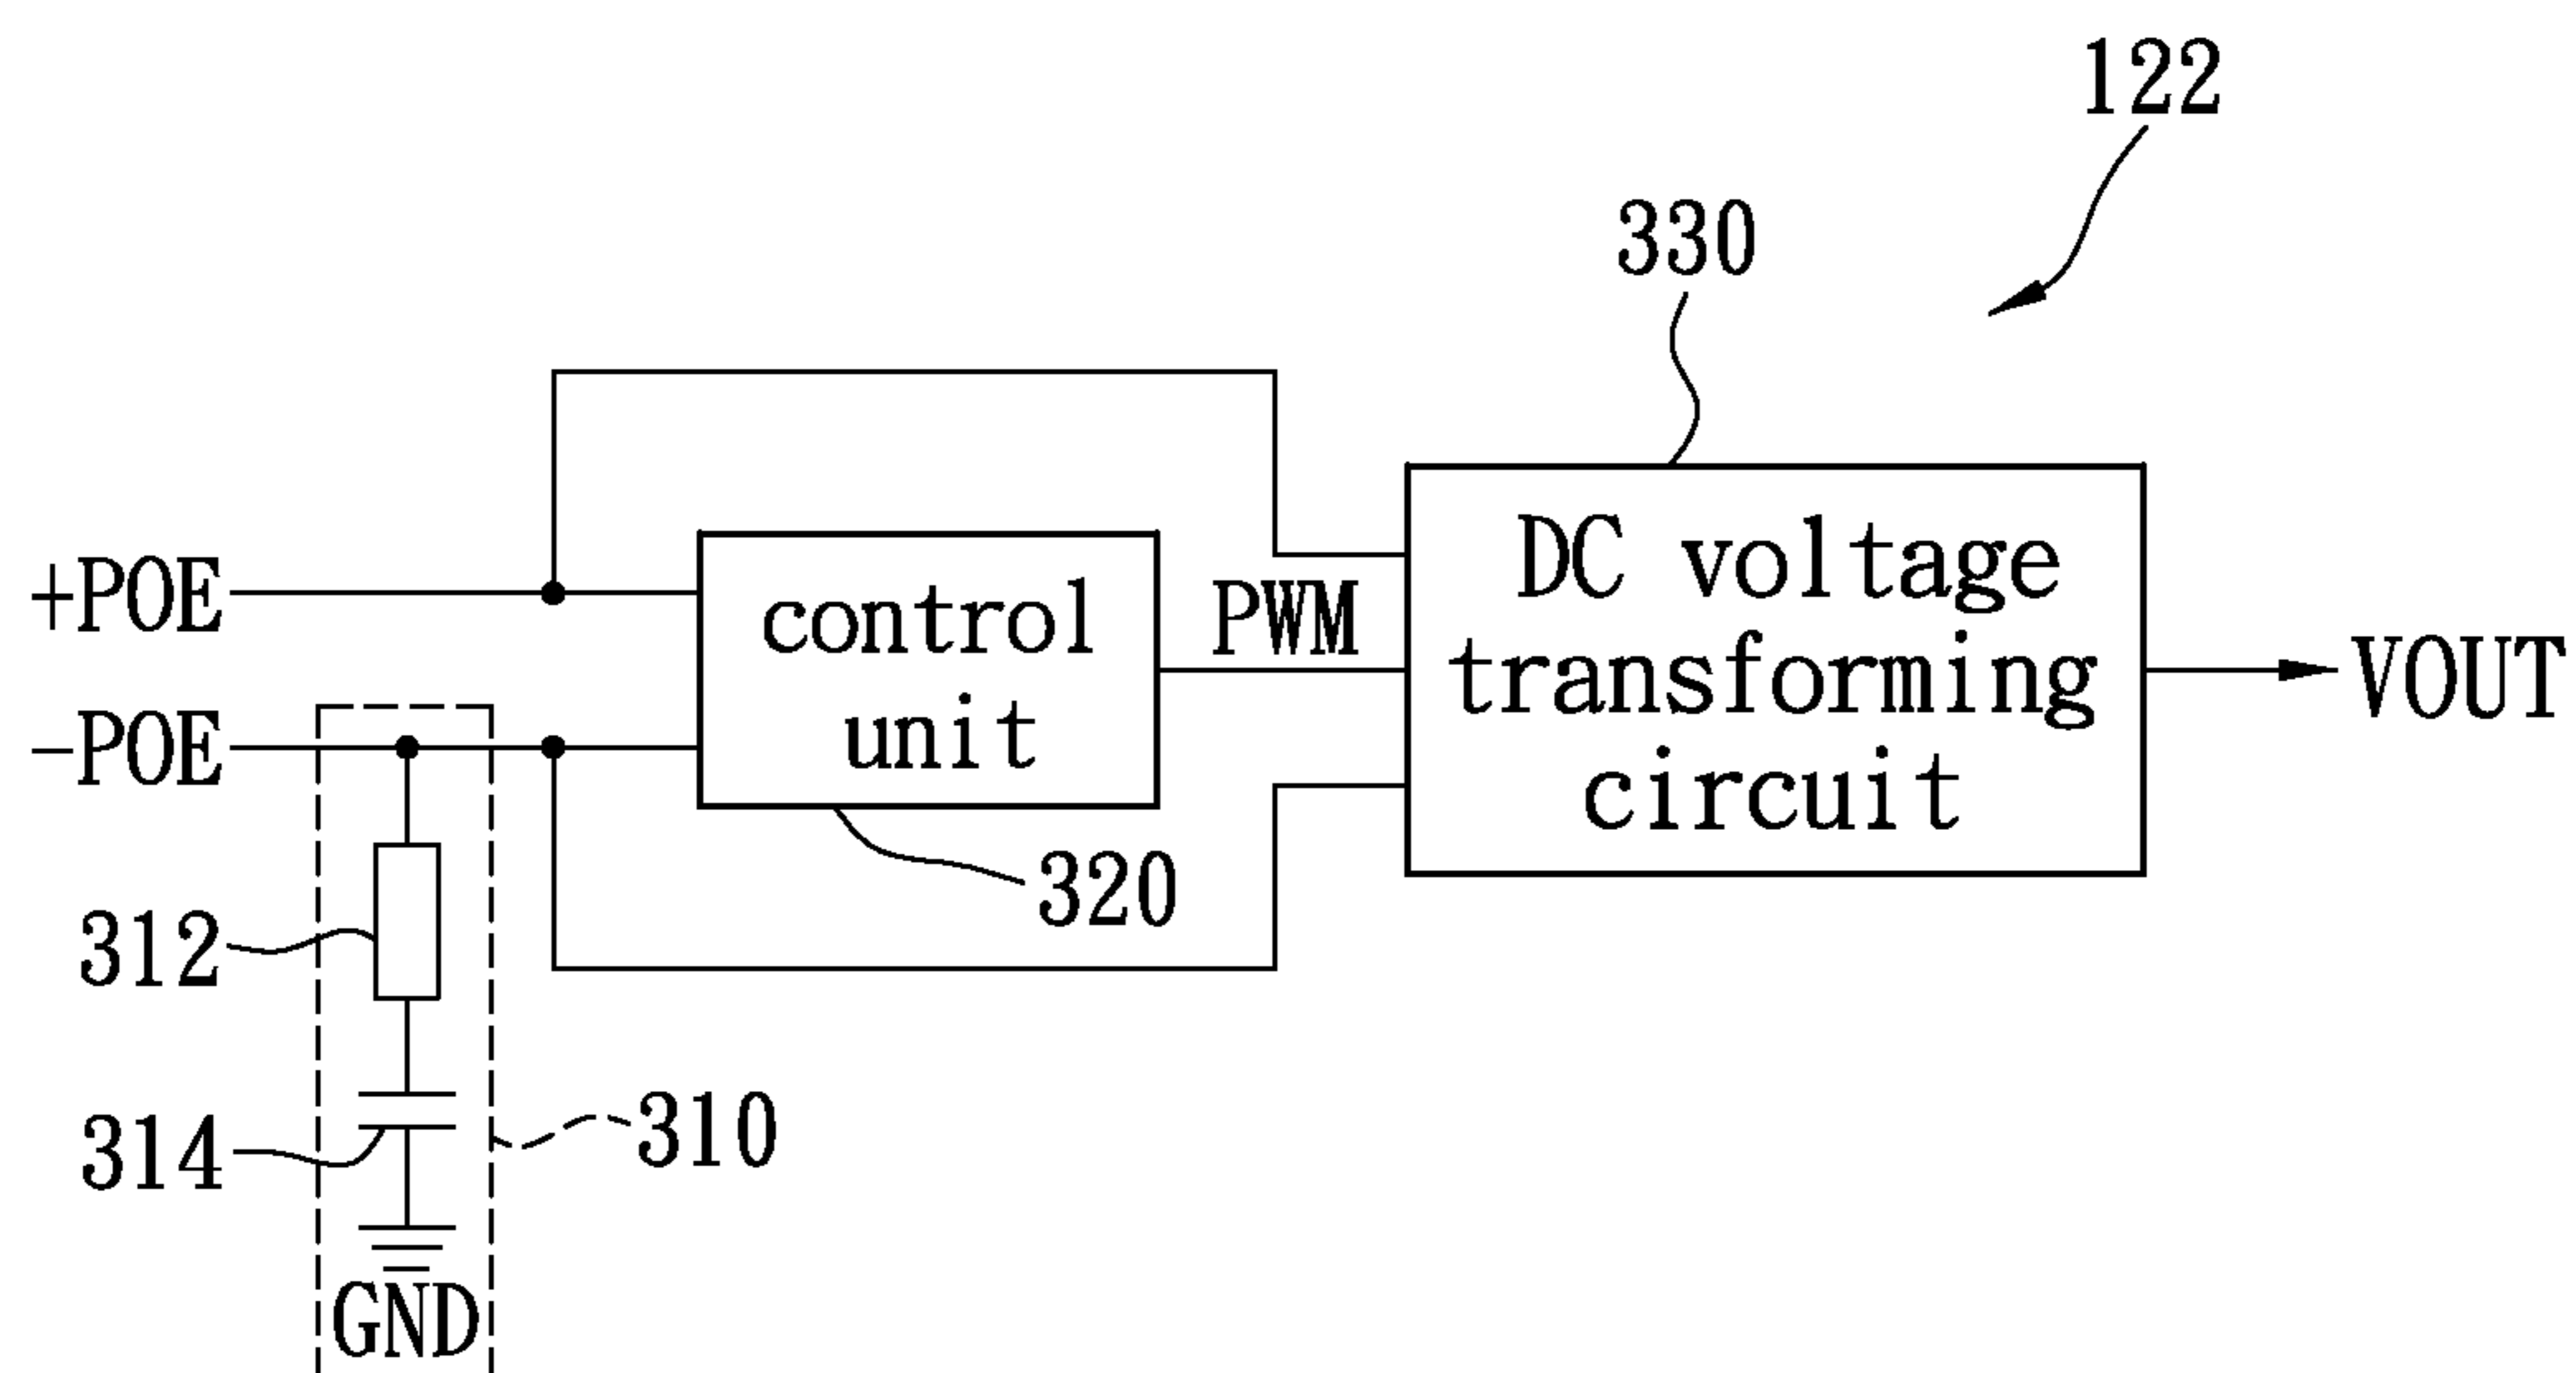 122
330
+POE
control
unit
PWM
DC voltage
transforming
circuit
VOUT
-POE
320
312
314
310
GND